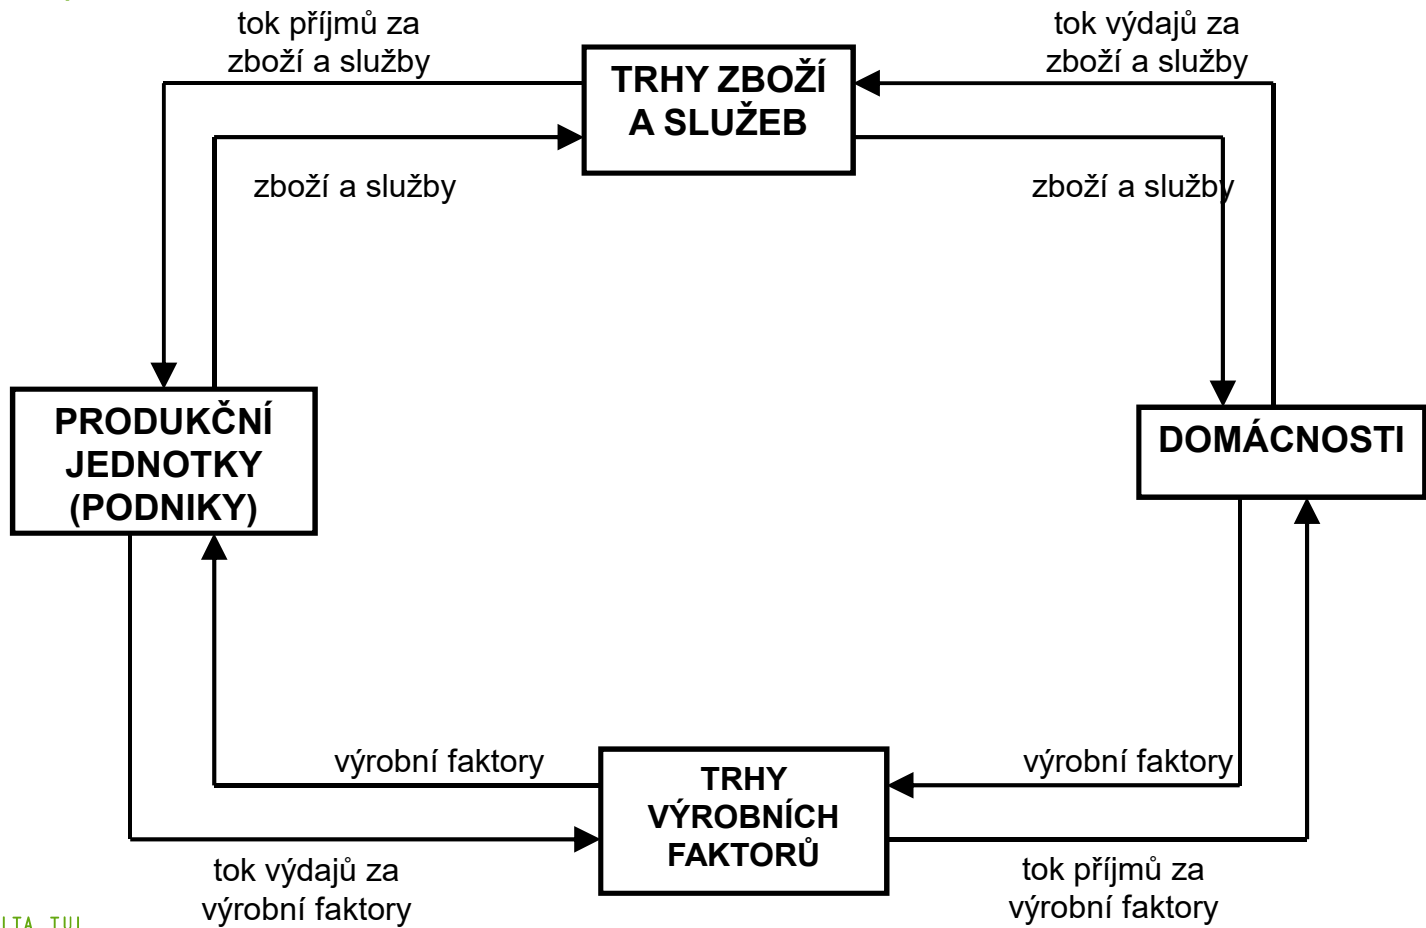 tok příjmů za
zboží a služby
TRHY ZBOŽÍ
A SLUŽEB
tok výdajů za
zboží a služby
zboží a služby
zboží a služby
PRODUKČNÍ
JEDNOTKY
(PODNIKY)
DOMÁCNOSTI
výrobní faktory
TRHY
VÝROBNÍCH
FAKTORŮ
výrobní faktory
tok výdajů za
výrobní faktory
tok příjmů za
výrobní faktory
TUL